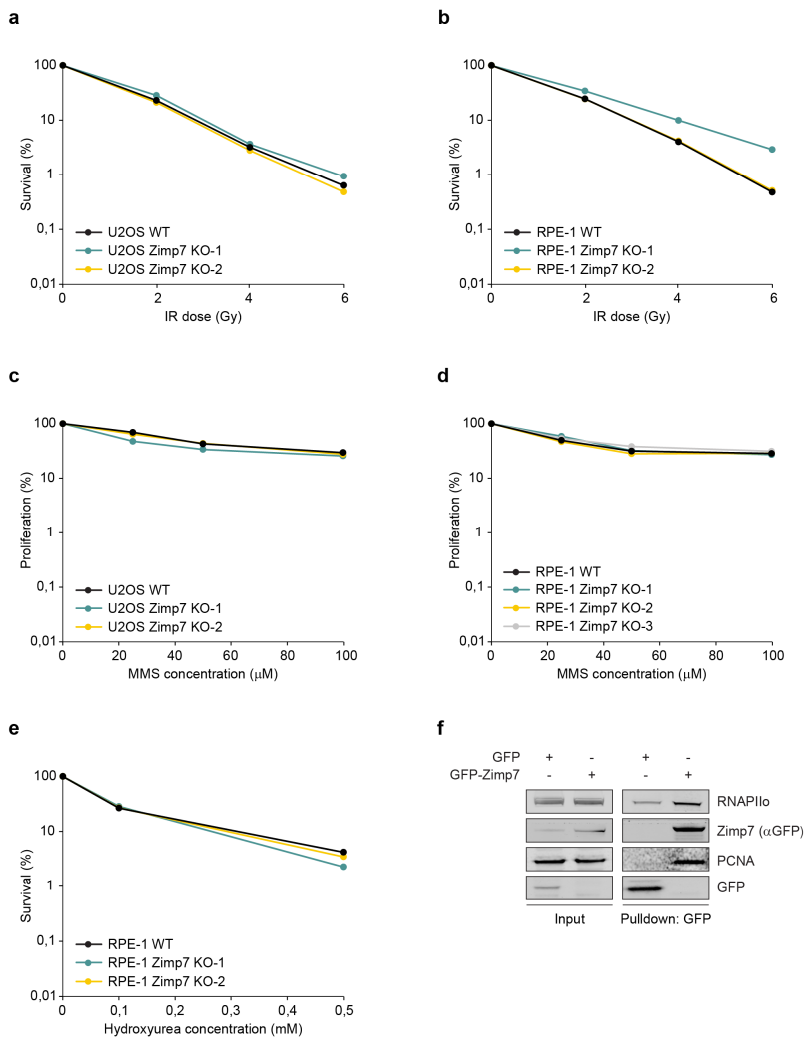 a
100
10
1
0,1
0,01
Survival (%)
U2OS WT
U2OS Zimp7 KO-1
U2OS Zimp7 KO-2
0 2 4 6
IR dose (Gy)
b
100
10
1
0,1
0,01
Survival (%)
RPE-1 WT
RPE-1 Zimp7 KO-1
RPE-1 Zimp7 KO-2
0 2 4 6
IR dose (Gy)
c
100
10
1
0,1
0,01
Proliferation (%)
U2OS WT
U2OS Zimp7 KO-1
U2OS Zimp7 KO-2
0 20 40 60 80 100
MMS concentration (μM)
d
100
10
1
0,1
0,01
Proliferation (%)
RPE-1 WT
RPE-1 Zimp7 KO-1
RPE-1 Zimp7 KO-2
RPE-1 Zimp7 KO-3
0 20 40 60 80 100
MMS concentration (μM)
e
100
10
1
0,1
0,01
Survival (%)
RPE-1 WT
RPE-1 Zimp7 KO-1
RPE-1 Zimp7 KO-2
0 0,1 0,2 0,3 0,4 0,5
Hydroxyurea concentration (mM)
f
GFP + - + -
GFP-Zimp7 - + - +
RNAPIIo
Zimp7 (αGFP)
PCNA
GFP
Input Pulldown: GFP